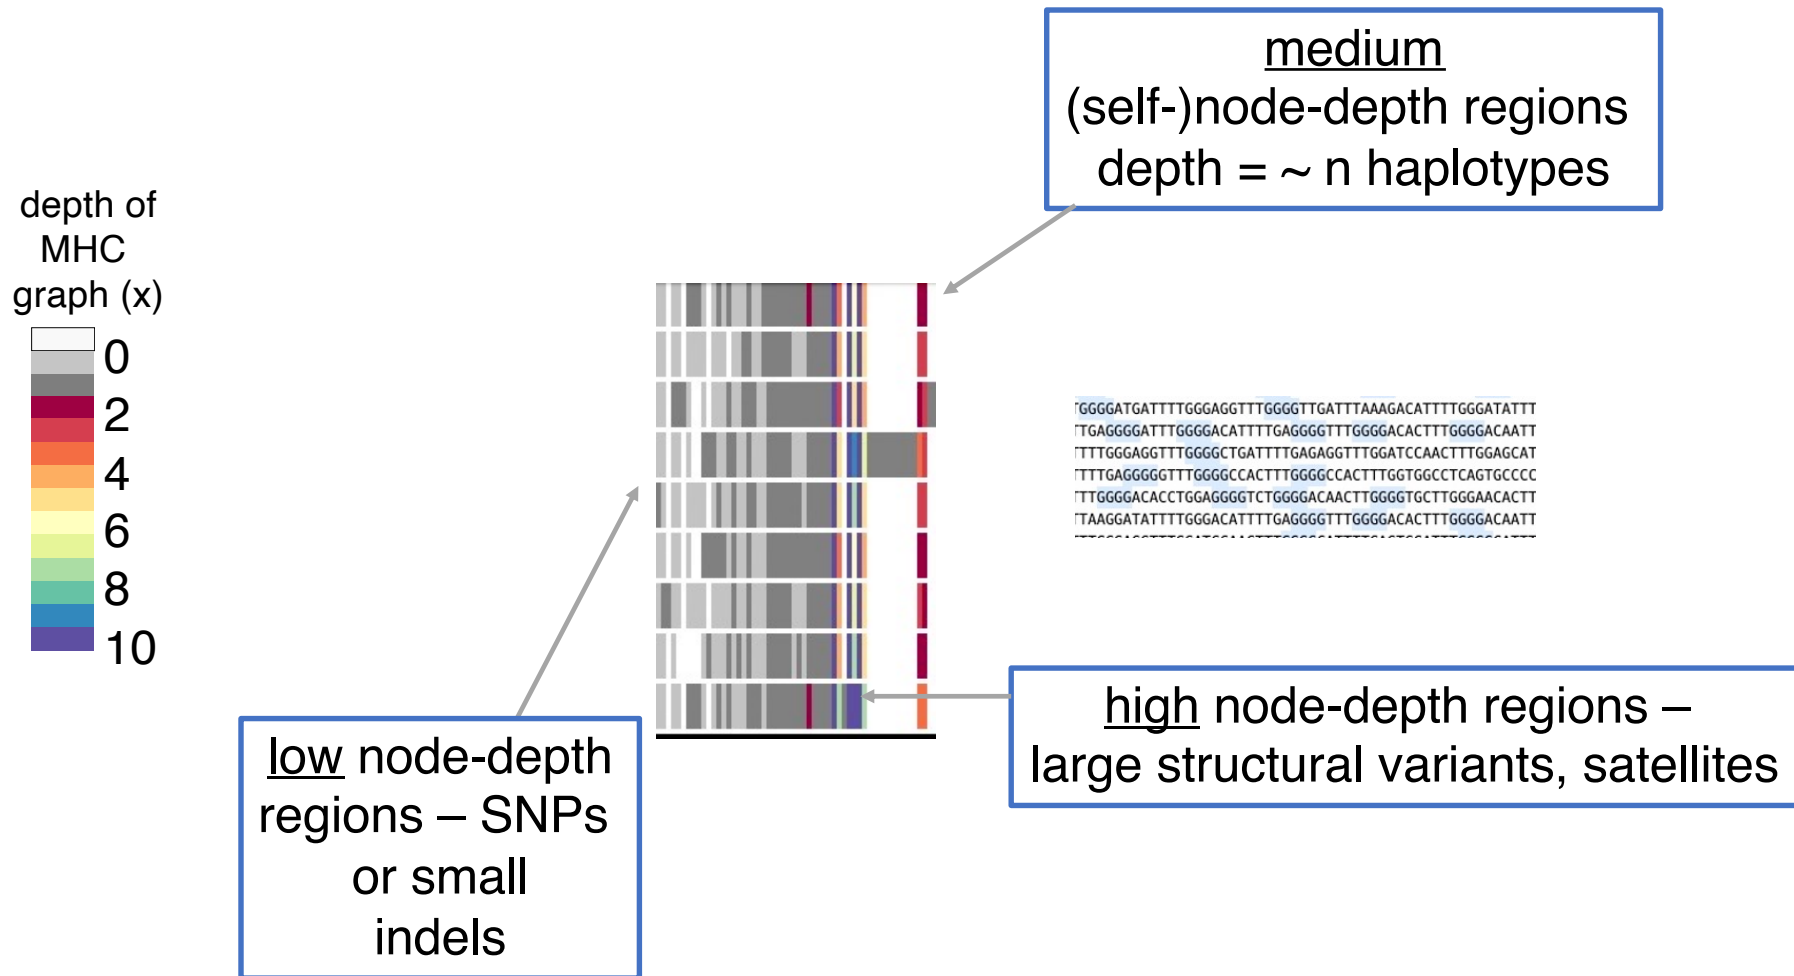 medium
(self-)node-depth regions
depth = ~ n haplotypes
depth of
MHC
graph (x)
0
2
4
6
8
10
TGGGGATGATTTTGGGAGGTTTGGGGTTGATTTAAAGACATTTTGGGATATTT
TTGAGGGGATTTGGGGACATTTTGAGGGGTTTGGGGACACTTTGGGGACAATT
TTTTGGGAGGTTTGGGGCTGATTTTGAGAGGTTTGGATCCAACTTTGGAGCAT
TTTTGAGGGGGTTTGGGGCCACTTTGGGGCCACTTTGGTGGCCTCAGTGCCCC
TTTGGGGACACCTGGAGGGGTCTGGGGACAACTTGGGGTGCTTGGGAACACTT
TTAAGGATATTTTGGGACATTTTGAGGGGTTTGGGGACACTTTGGGGACAATT
high node-depth regions –
large structural variants, satellites
low node-depth
regions – SNPs
or small
indels